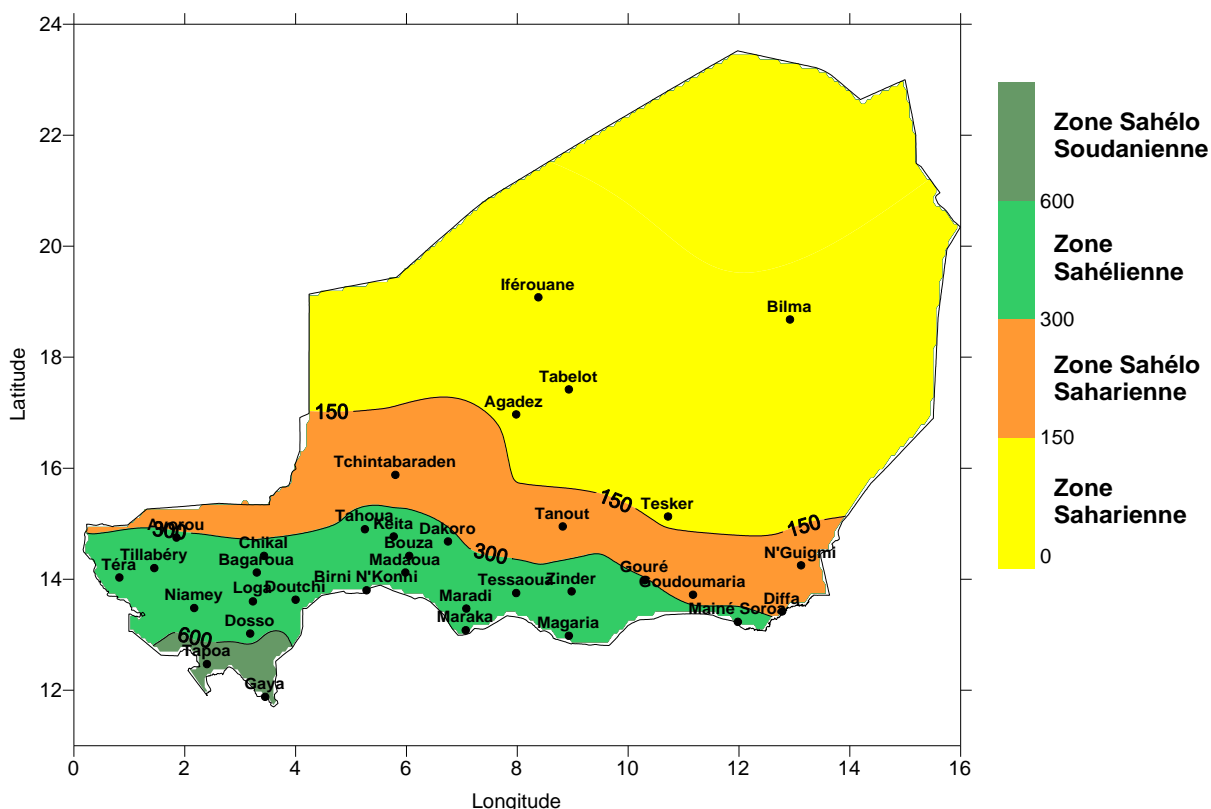 24
22
20
18
16
14
12
Latitude
0
2
4
6
8
10
12
14
16
Longitude
Iférouane
Bilma
Tabelot
Agadez
150
Tchintabaraden
150
Tesker
Tanout
150
Ayorou
300
Tahoua
Keita
Dakoro
300
N'Guigmi
Tillabéry
Chikal
Bouza
Téra
Bagaroua
Madaoua
Gouré
Birni N'Konni
Tessaoua
Zinder
Goudoumaria
Niamey
Loga
Doutchi
Maradi
Mainé Soroa
Diffa
Dosso
Maraka
Magaria
600
Tapoa
Gaya
Zone Sahélo
Soudanienne
600
Zone
Sahélienne
300
Zone Sahélo
Saharienne
150
Zone
Saharienne
0